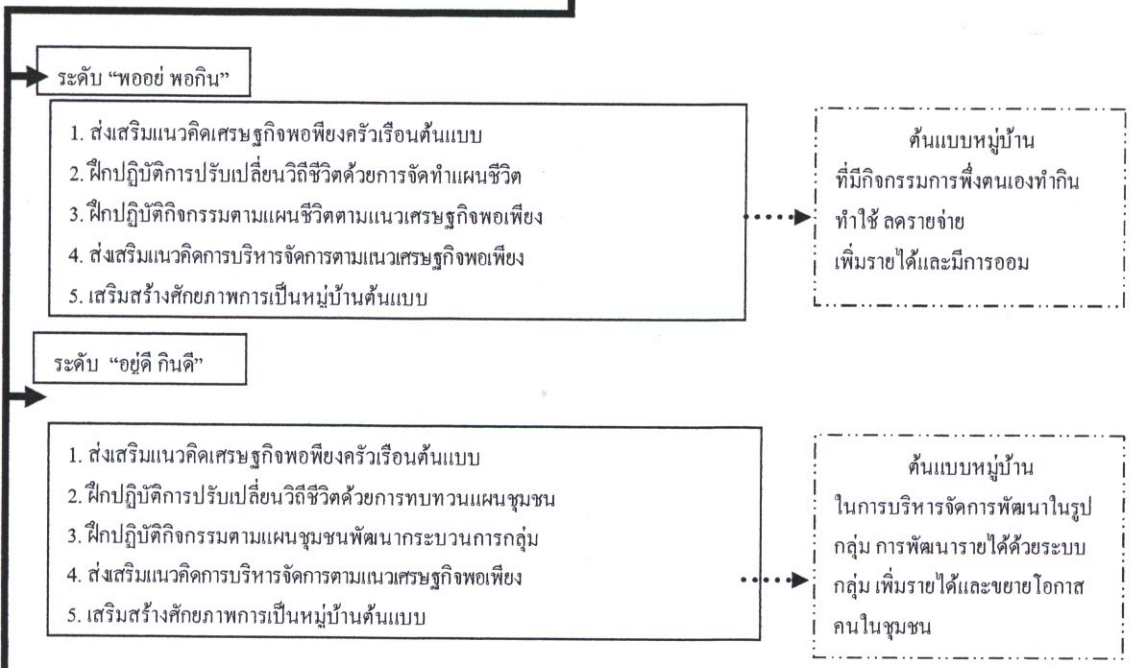 ระดับ “พออยู่ พอกิน”
1. ส่งเสริมแนวคิดเศรษฐกิจพอพียงครัวเรือนต้นแบบ
2. ฝึกปฏิบัติการปรับเปลี่ยนวิถีชีวิตด้วยการจัดทำแผนชีวิต
3. ฝึกปฏิบัติกิจกรรมตามแผนชีวิตตามแนวเศรษฐกิจพอเพียง
4. ส่งเสริมแนวคิดการบริหารจัดการตามแนวเศรษฐกิจพอเพียง
5. เสริมสร้างศักยภาพการเป็นหมู่บ้านต้นแบบ
ต้นแบบหมู่บ้าน
ที่มีกิจกรรมการพึ่งตนเองทำกิน
ทำใช้ ลดรายจ่าย
เพิ่มรายได้และมีการออม
ระดับ “อยู่ดี กินดี”
1. ส่งเสริมแนวคิดเศรษฐกิจพอพียงครัวเรือนต้นแบบ
2. ฝึกปฏิบัติการปรับเปลี่ยนวิถีชีวิตด้วยการทบทวนแผนชุมชน
3. ฝึกปฏิบัติกิจกรรมตามแผนชุมชนพัฒนากระบวนการกลุ่ม
4. ส่งเสริมแนวคิดการบริหารจัดการตามแนวเศรษฐกิจพอเพียง
5. เสริมสร้างศักยภาพการเป็นหมู่บ้านต้นแบบ
ต้นแบบหมู่บ้าน
ในการบริหารจัดการพัฒนาในรูป
กลุ่ม การพัฒนารายได้ด้วยระบบ
กลุ่ม เพิ่มรายได้และขยายโอกาส
คนในชุมชน